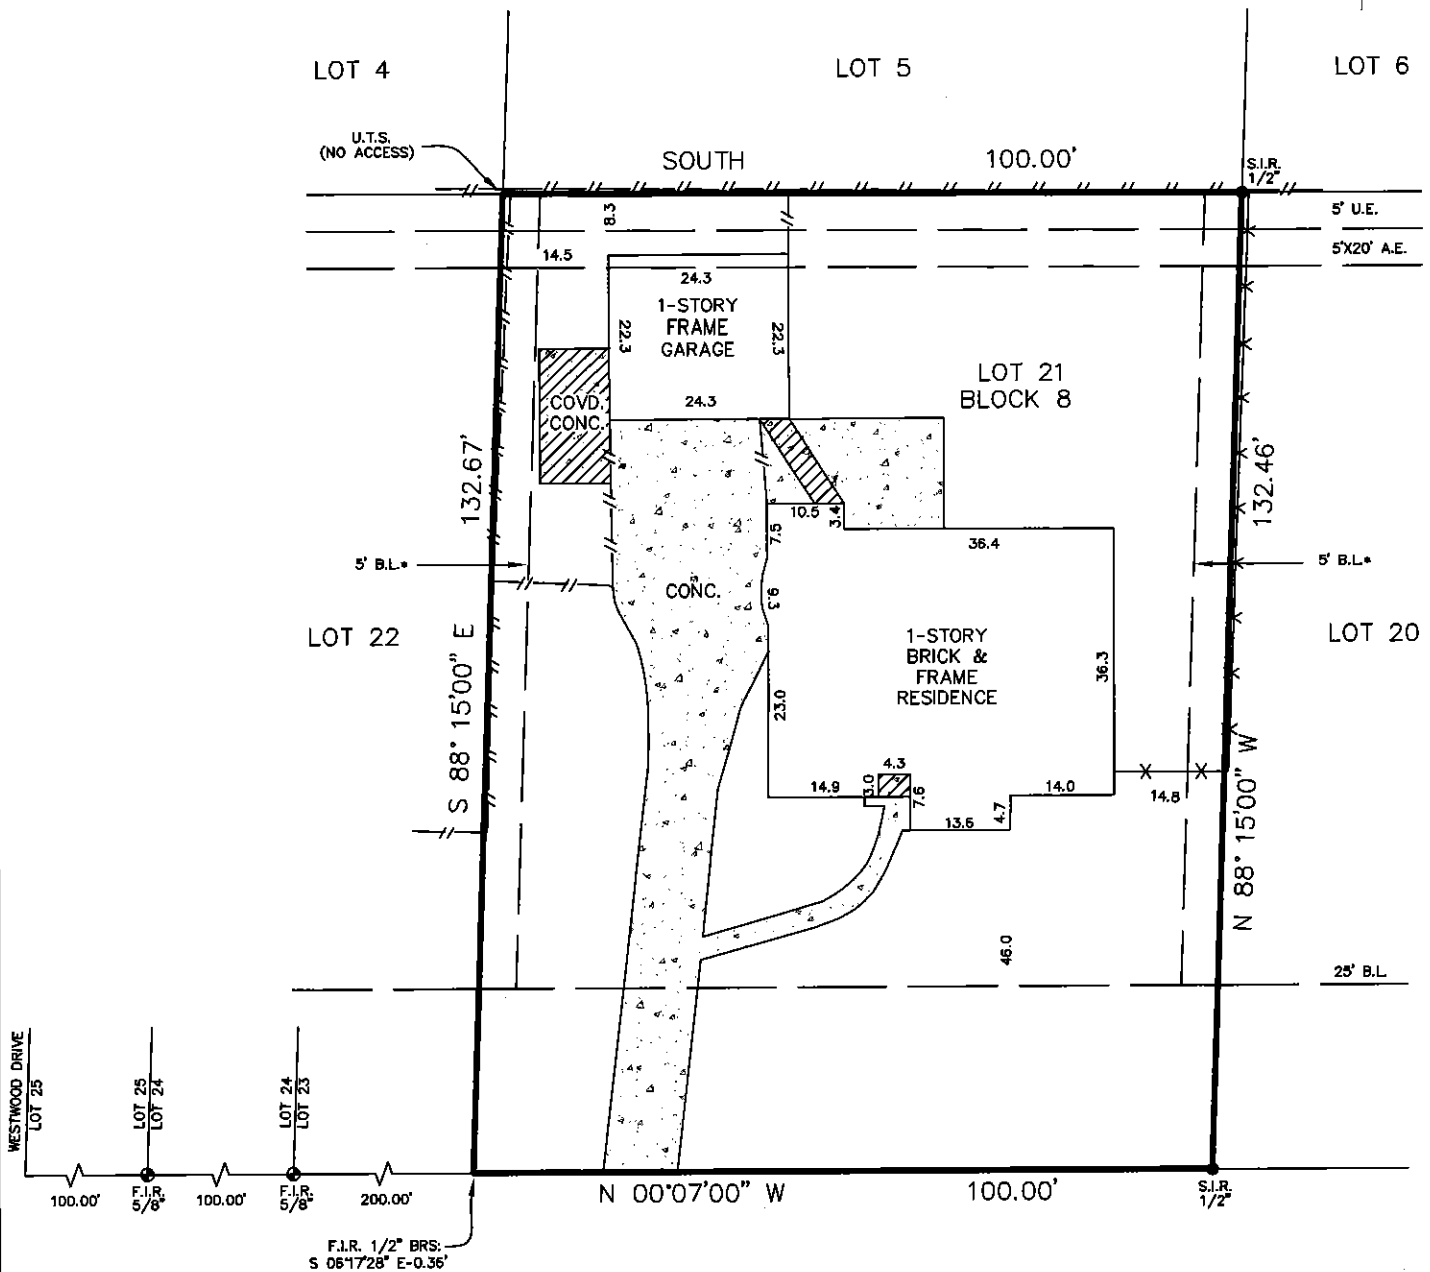 LOT 4
LOT 5
LOT 6
U.T.S.
(NO ACCESS)
SOUTH
100.00'
S.I.R.
1/2"
5' U.E.
5'X20' A.E.
8.3
14.5
24.3
1-STORY
FRAME
GARAGE
22.3
22.3
24.3
COVD.
CONC.
LOT 21
BLOCK 8
132.67'
132.46'
10.5
3.4
7.5
36.4
5' B.L.*
5' B.L.*
CONC.
9.3
LOT 22
S 88° 15'00" E
1-STORY
BRICK &
FRAME
RESIDENCE
36.3
LOT 20
23.0
4.3
14.9
3.0
7.6
14.0
14.8
4.7
13.6
N 88° 15'00" W
46.0
25' B.L.
WESTWOOD DRIVE
LOT 25
LOT 25
LOT 24
LOT 24
LOT 23
100.00'
F.I.R.
5/8"
100.00'
F.I.R.
5/8"
200.00'
N 00°07'00" W
100.00'
S.I.R.
1/2"
F.I.R. 1/2" BRS:
S 06°17'28" E-0.36'